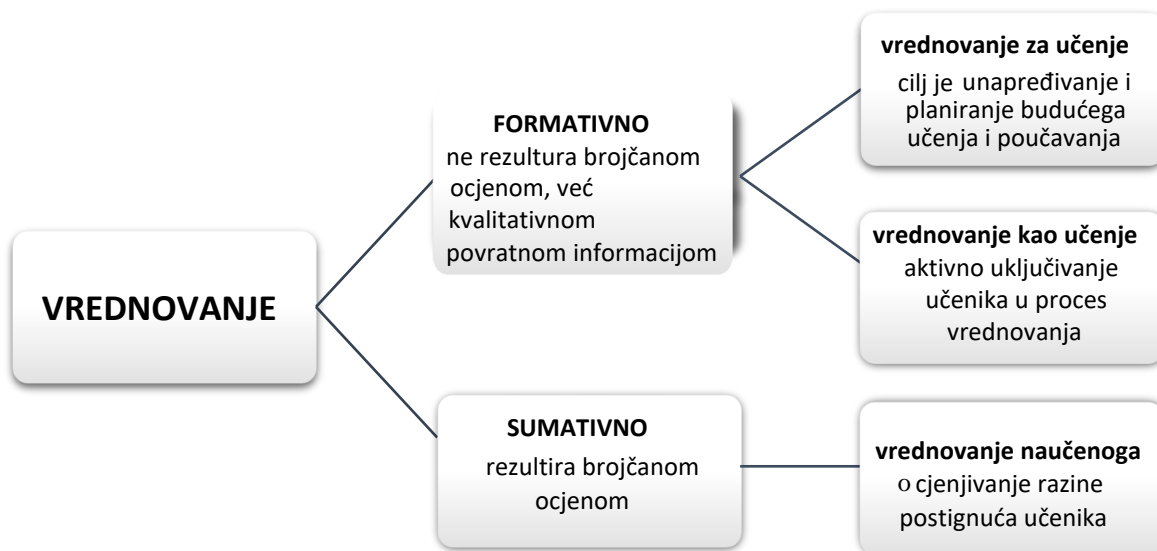 VREDNOVANJE
FORMATIVNO
ne rezultura brojčanom
ocjenom, već
kvalitativnom
povratnom informacijom
vrednovanje za učenje
cilj je unapređivanje i
planiranje budućega
učenja i poučavanja
vrednovanje kao učenje
aktivno uključivanje
učenika u proces
vrednovanja
SUMATIVNO
rezultira brojčanom
ocjenom
vrednovanje naučenoga
o cjenjivanje razine
postignuća učenika